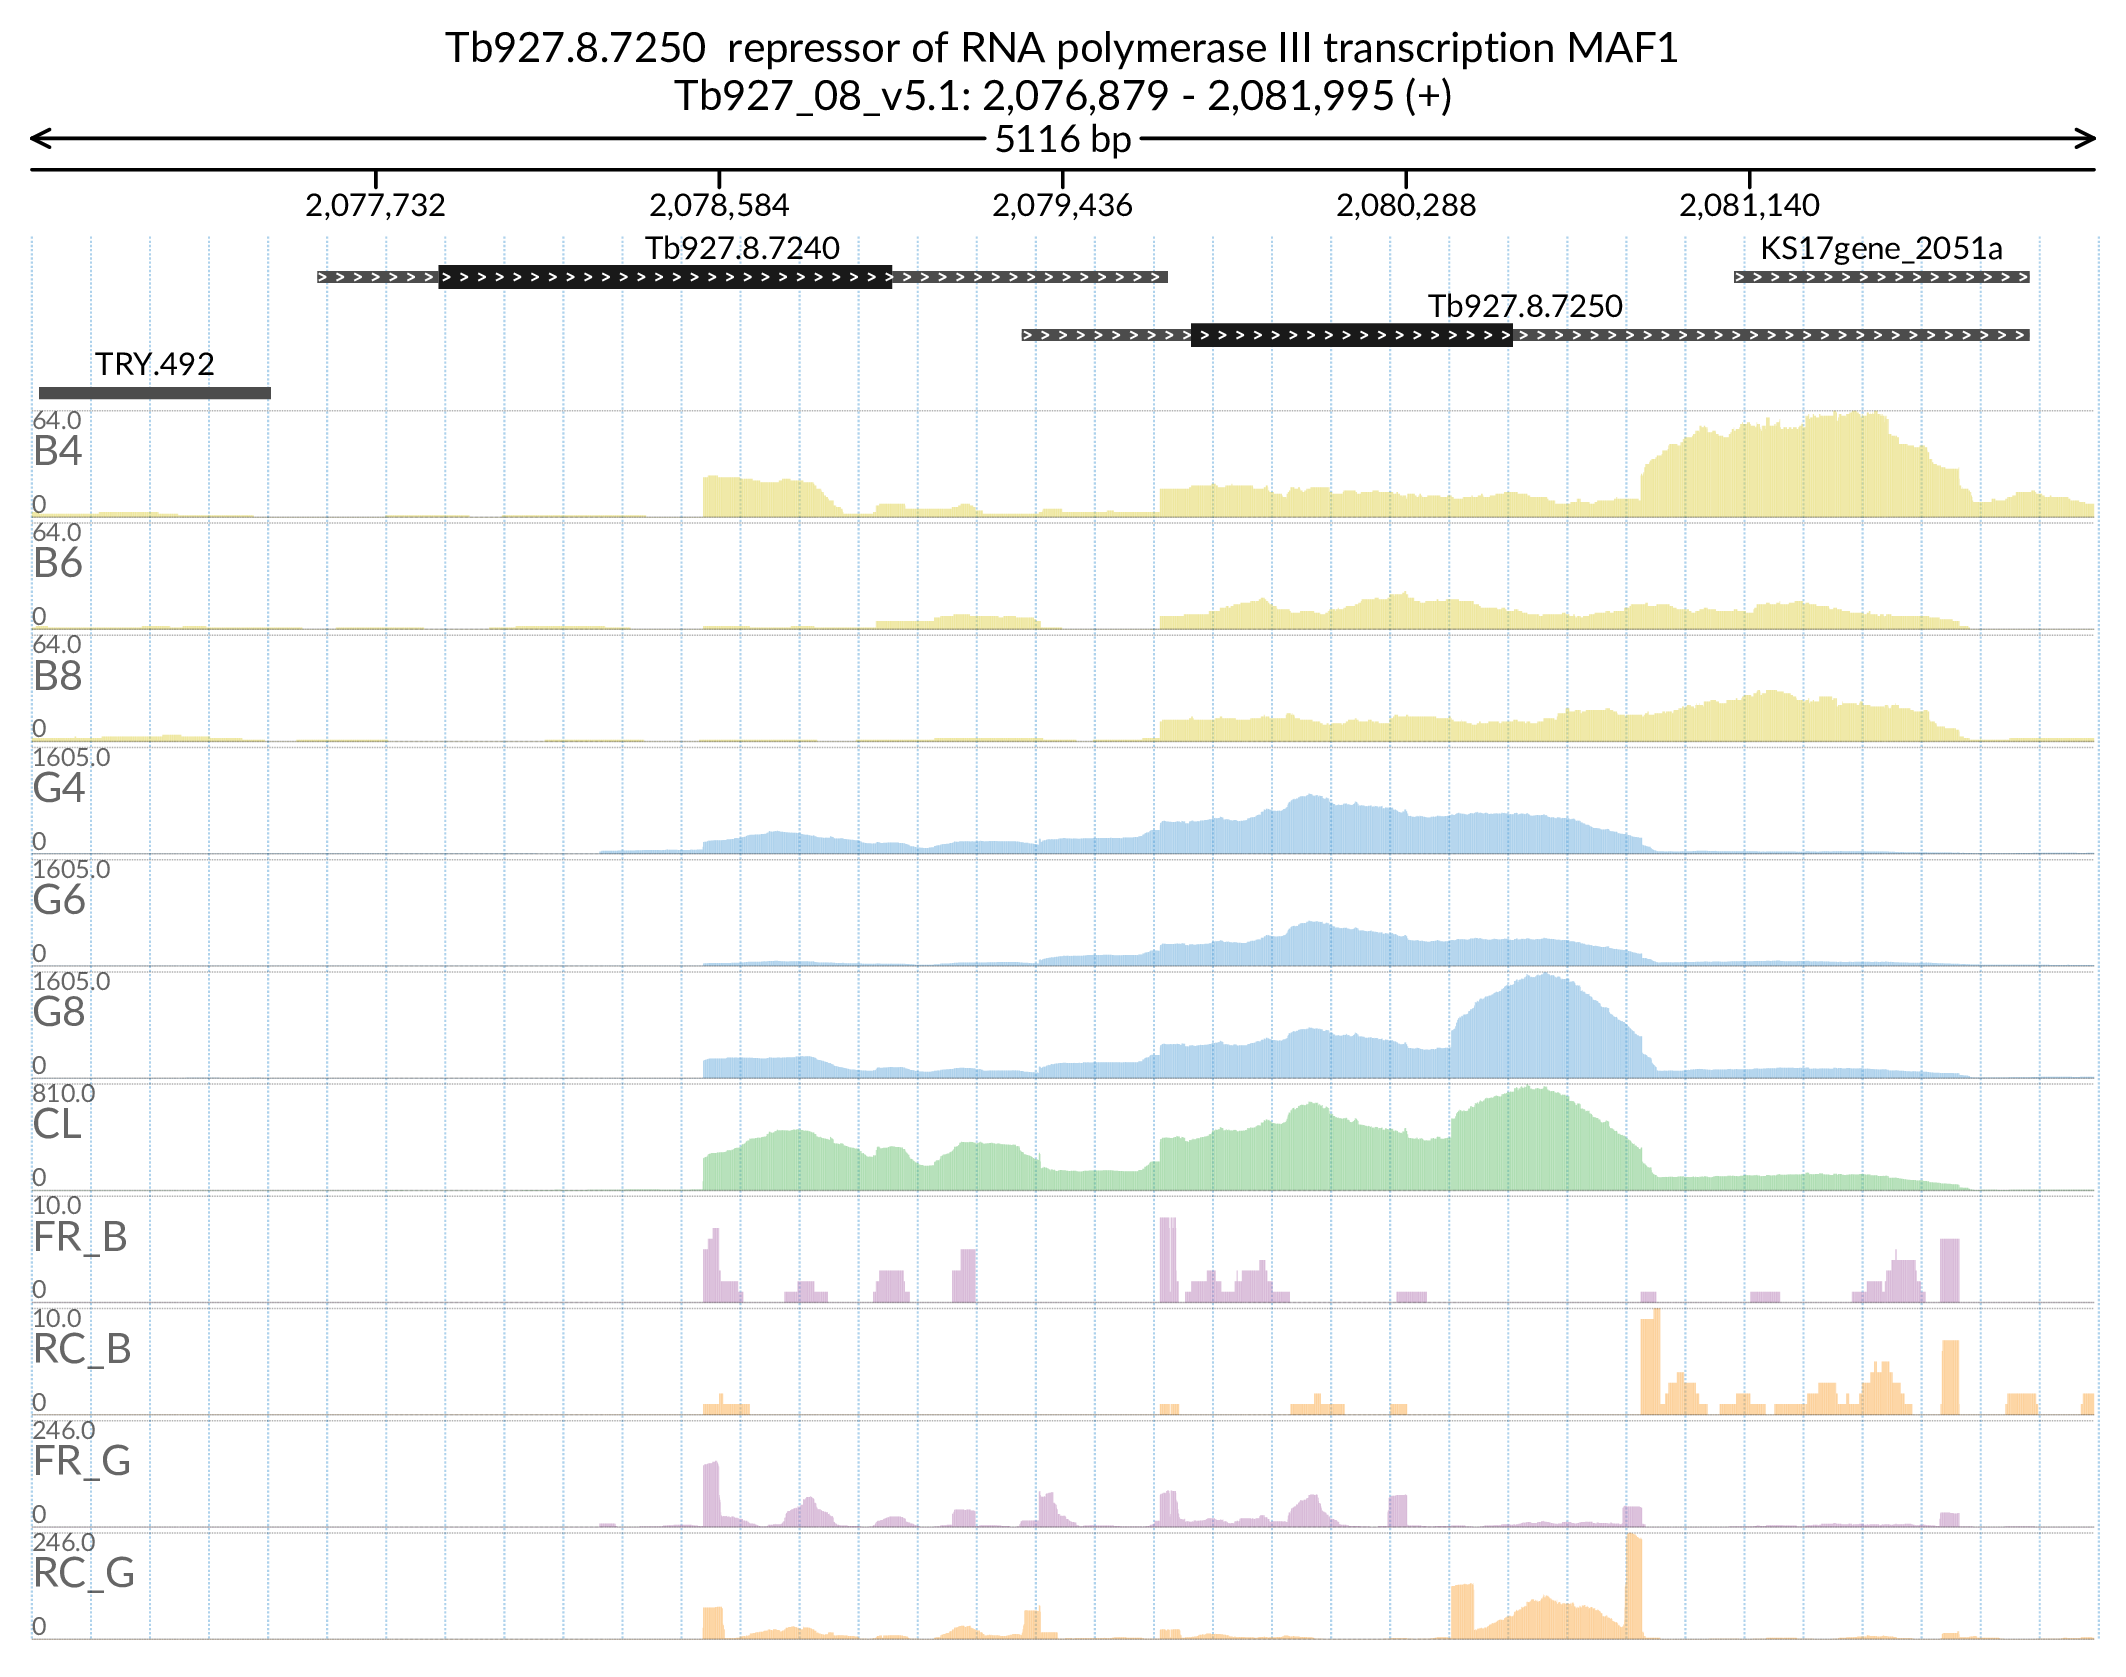 Tb927.8.7250  repressor of RNA polymerase III transcription MAF1
Tb927_08_v5.1: 2,076,879 - 2,081,995 (+)
5116 bp
2,077,732 2,078,584 2,079,436 2,080,288 2,081,140
Tb927.8.7240 KS17gene_2051a
Tb927.8.7250
TRY.492
64.0
B4
0
64.0
B6
0
64.0
B8
0
1605.0
G4
0
1605.0
G6
0
1605.0
G8
0
810.0
CL
0
10.0
FR_B
0
10.0
RC_B
0
246.0
FR_G
0
246.0
RC_G
0